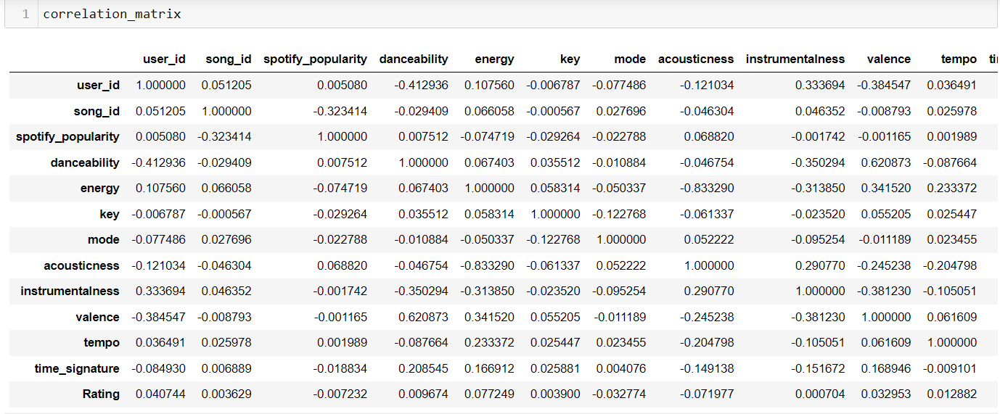 1 correlation_matrix
user_id song_id spotify_popularity danceability energy key mode acousticness instrumentalness valence tempo
user_id 1.000000 0.051205 0.005080 -0.412936 0.107560 -0.006787 -0.077486 -0.121034 0.333694 -0.384547 0.036491
song_id 0.051205 1.000000 -0.323414 -0.029409 0.066058 -0.000567 0.027696 -0.046304 0.046352 -0.008793 0.025978
spotify_popularity 0.005080 -0.323414 1.000000 0.007512 -0.074719 -0.029264 -0.022788 0.068820 -0.001742 -0.001165 0.001989
danceability -0.412936 -0.029409 0.007512 1.000000 0.067403 0.035512 -0.010884 -0.046754 -0.350294 0.620873 -0.087664
energy 0.107560 0.066058 -0.074719 0.067403 1.000000 0.058314 -0.050337 -0.833290 -0.313850 0.341520 0.233372
key -0.006787 -0.000567 -0.029264 0.035512 0.058314 1.000000 -0.122768 -0.061337 -0.023520 0.055205 0.025447
mode -0.077486 0.027696 -0.022788 -0.010884 -0.050337 -0.122768 1.000000 0.052222 -0.095254 -0.011189 0.023455
acousticness -0.121034 -0.046304 0.068820 -0.046754 -0.833290 -0.061337 0.052222 1.000000 0.290770 -0.245238 -0.204798
instrumentalness 0.333694 0.046352 -0.001742 -0.350294 -0.313850 -0.023520 -0.095254 0.290770 1.000000 -0.381230 -0.105051
valence -0.384547 -0.008793 -0.001165 0.620873 0.341520 0.055205 -0.011189 -0.245238 -0.381230 1.000000 0.061609
tempo 0.036491 0.025978 0.001989 -0.087664 0.233372 0.025447 0.023455 -0.204798 -0.105051 0.061609 1.000000
time_signature -0.084930 0.006889 -0.018834 0.208545 0.166912 0.025881 0.004076 -0.149138 -0.151672 0.168946 -0.009101
Rating 0.040744 0.003629 -0.007232 0.009674 0.077249 0.003900 -0.032774 -0.071977 0.000704 0.032953 0.012882